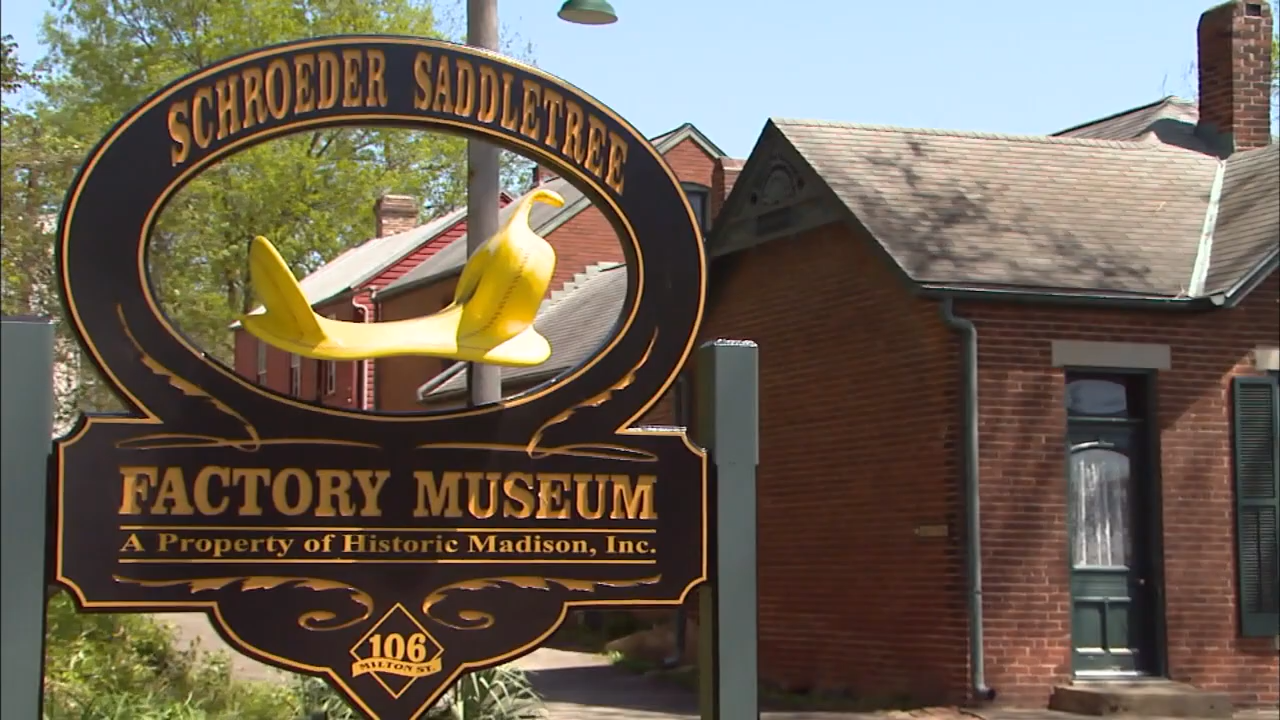 SCHROEDER SADDLETREE
FACTORY MUSEUM
A Property of Historic Madison, Inc.
106
MILTON ST.